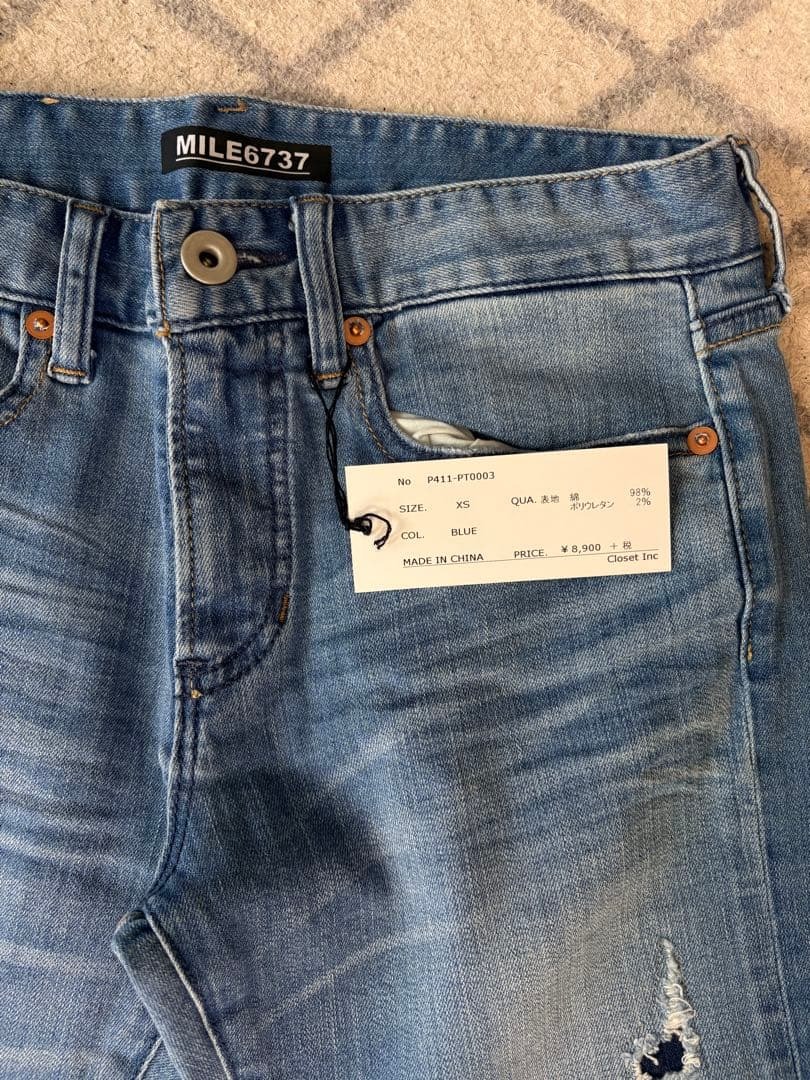 MILE6737
No P411-PT0003
SIZE. XS QUA. 表地 綿 98%
ポリウレタン 2%
COL. BLUE
MADE IN CHINA PRICE. ¥8,900 +税
Closet Inc